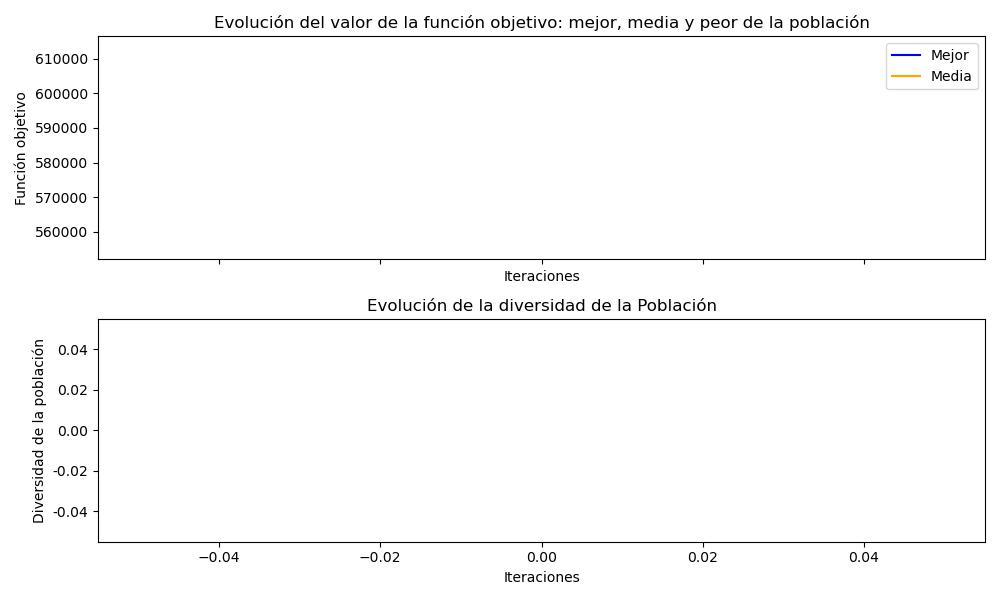 Evolución del valor de la función objetivo: mejor, media y peor de la población
Función objetivo
610000
600000
590000
580000
570000
560000
Mejor
Media
Iteraciones
Evolución de la diversidad de la Población
Diversidad de la población
0.04
0.02
0.00
-0.02
-0.04
−0.04 −0.02 0.00 0.02 0.04
Iteraciones